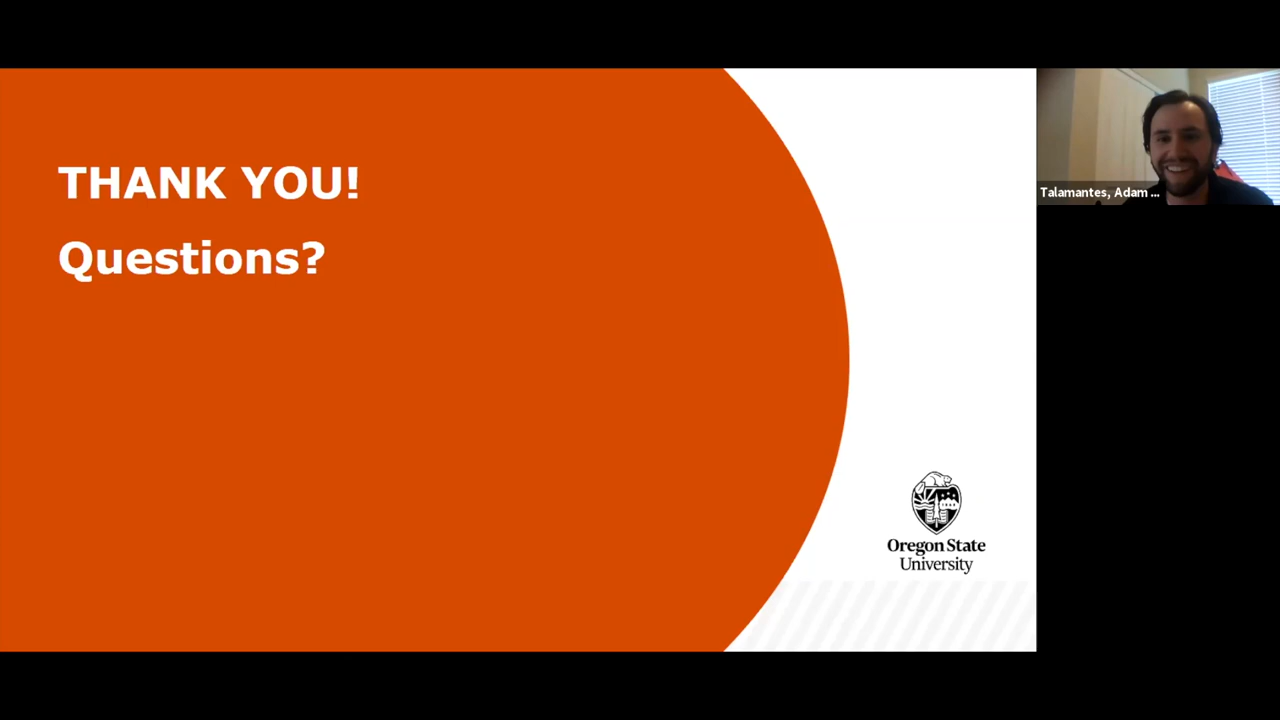 THANK YOU!
Questions?
Talamantes, Adam ...
Oregon State
University